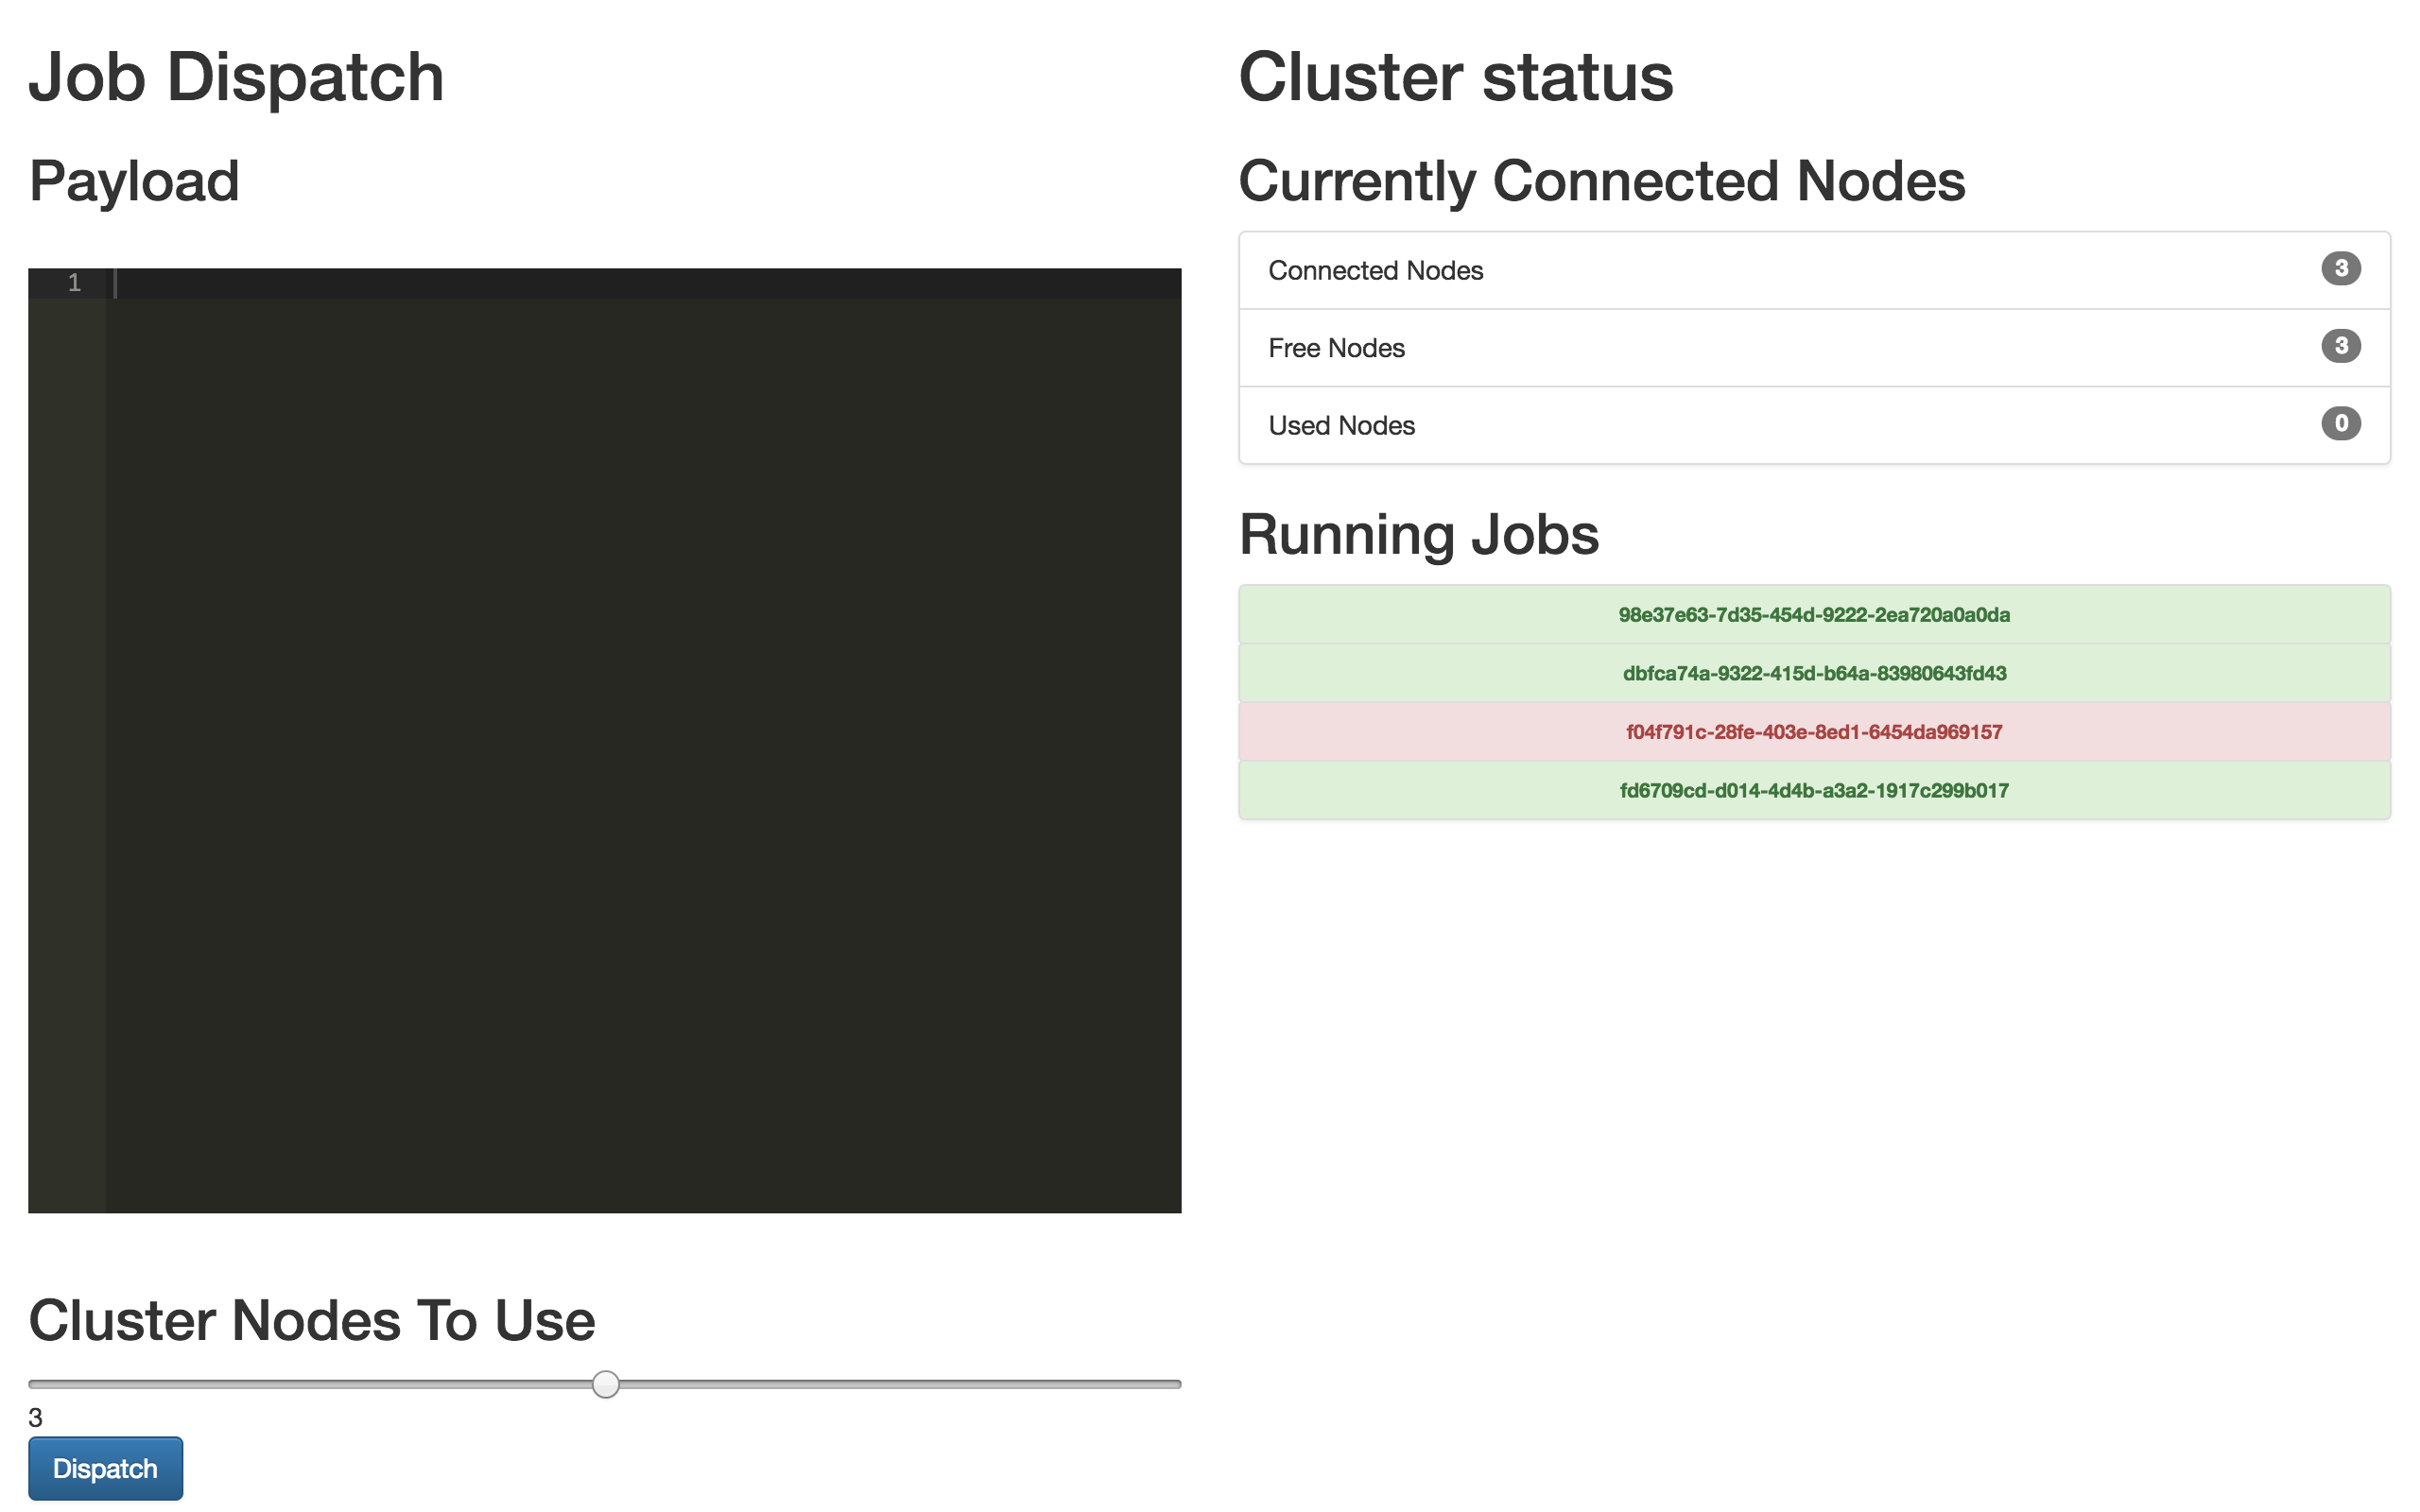 Job Dispatch
Payload
1
Cluster Nodes To Use
3
Dispatch
Cluster status
Currently Connected Nodes
Connected Nodes 3
Free Nodes 3
Used Nodes 0
Running Jobs
98e37e63-7d35-454d-9222-2ea720a0a0da
dbfca74a-9322-415d-b64a-83980643fd43
f04f791c-28fe-403e-8ed1-6454da969157
fd6709cd-d014-4d4b-a3a2-1917c299b017